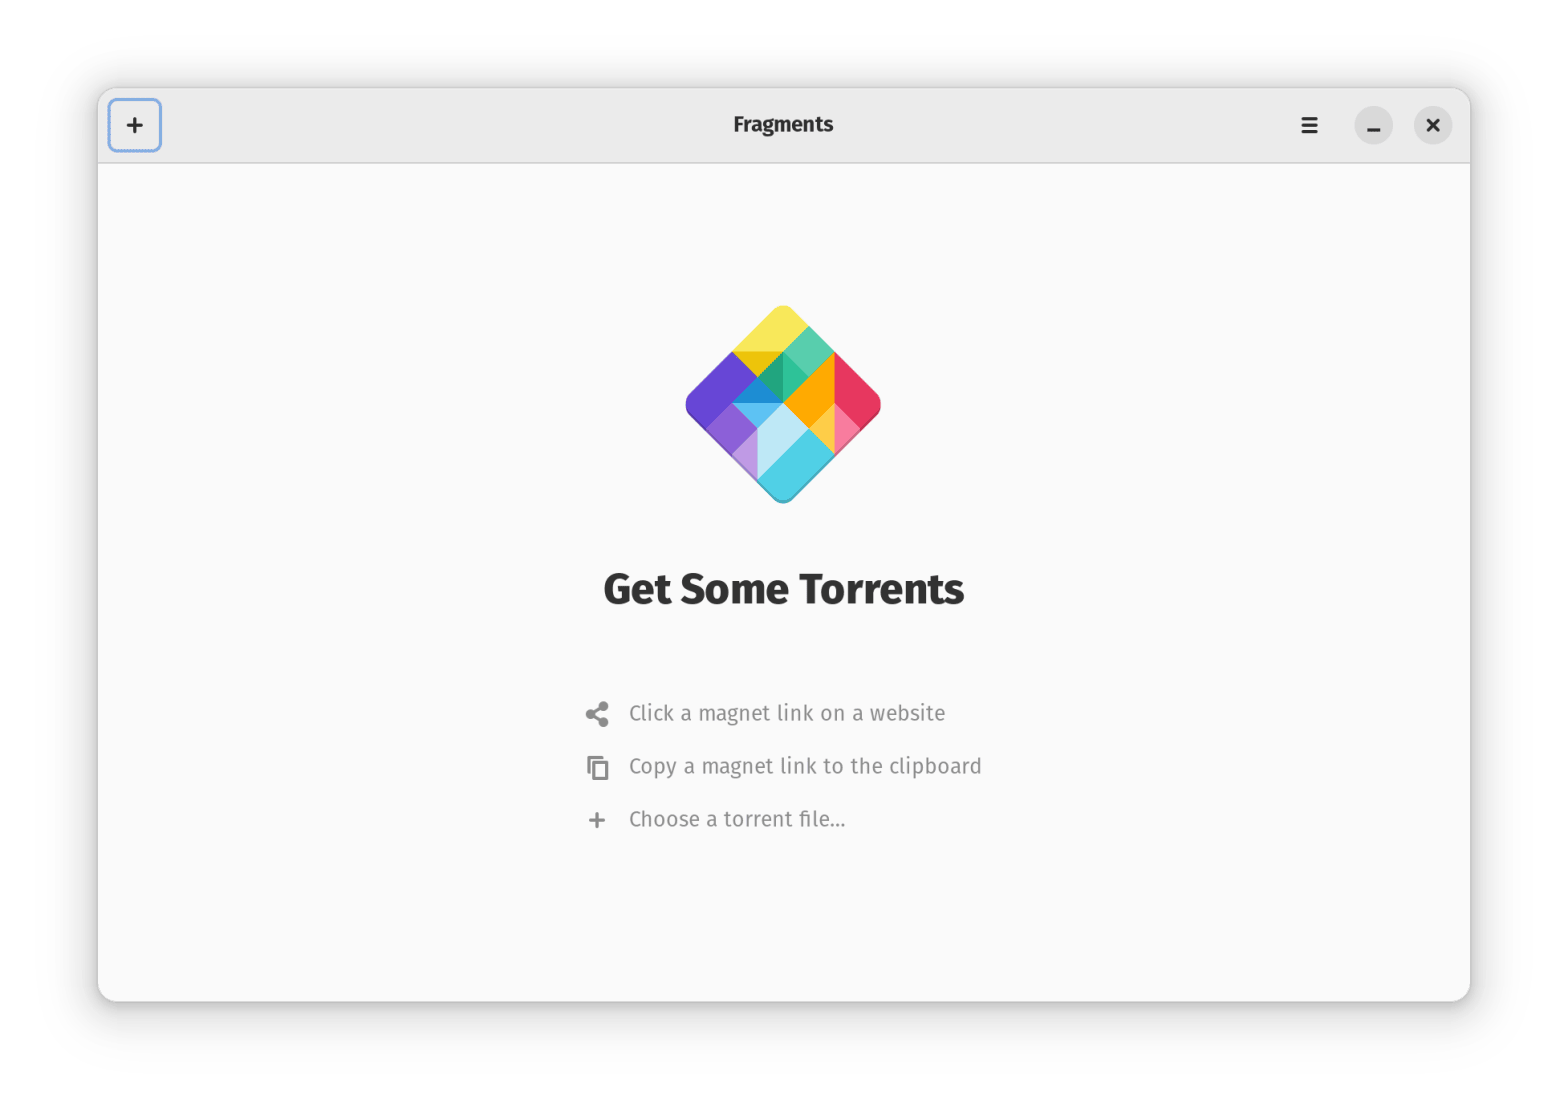 Fragments
Get Some Torrents
Click a magnet link on a website
Copy a magnet link to the clipboard
Choose a torrent file...